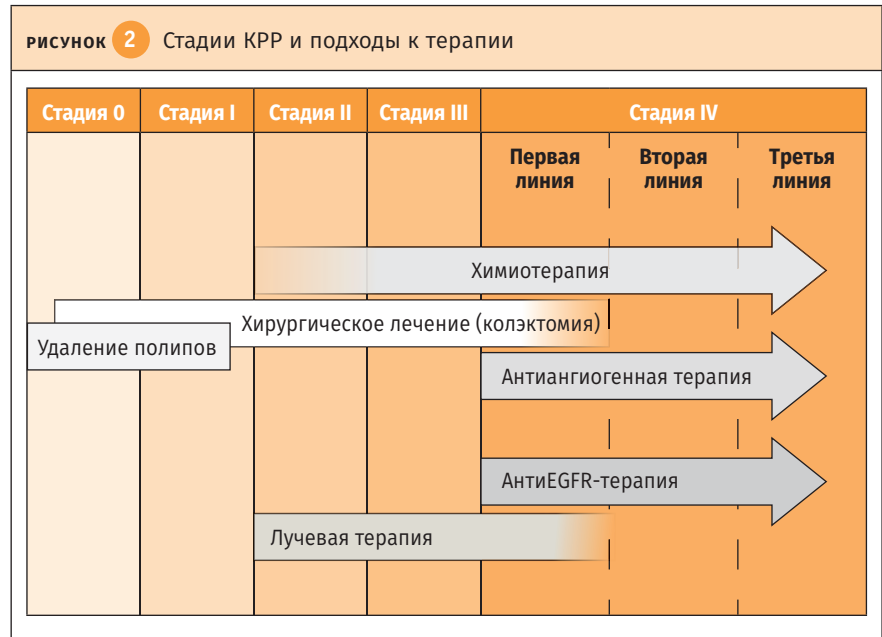 РИСУНОК 2 Стадии КРР и подходы к терапии
Стадия 0 Стадия I Стадия II Стадия III Стадия IV
Первая линия Вторая линия Третья линия
Химиотерапия
Хирургическое лечение (колэктомия)
Удаление полипов
Антиангиогенная терапия
АнтиEGFR-терапия
Лучевая терапия